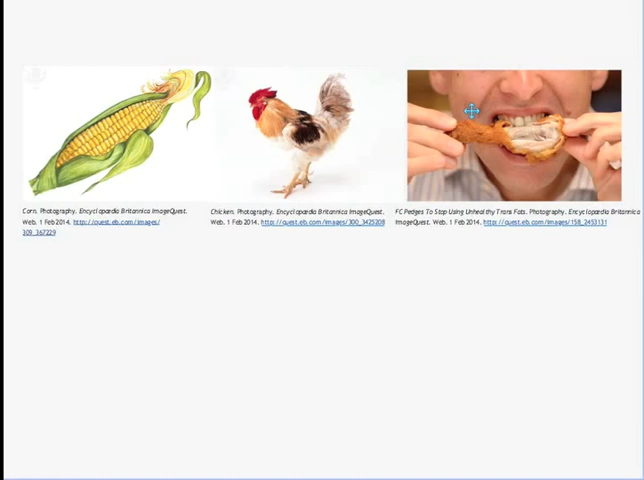 Corn. Photography. Encyclopædia Britannica ImageQuest.
Web. 1 Feb 2014. http://quest.eb.com/images/
309_367229
Chicken. Photography. Encyclopædia Britannica ImageQuest.
Web. 1 Feb 2014. http://quest.eb.com/images/300_3425208
FC Pedges To Stop Using Unhealthy Trans Fats. Photography. Encyclopædia Britannica
ImageQuest. Web. 1 Feb 2014. http://quest.eb.com/images/158_2453131